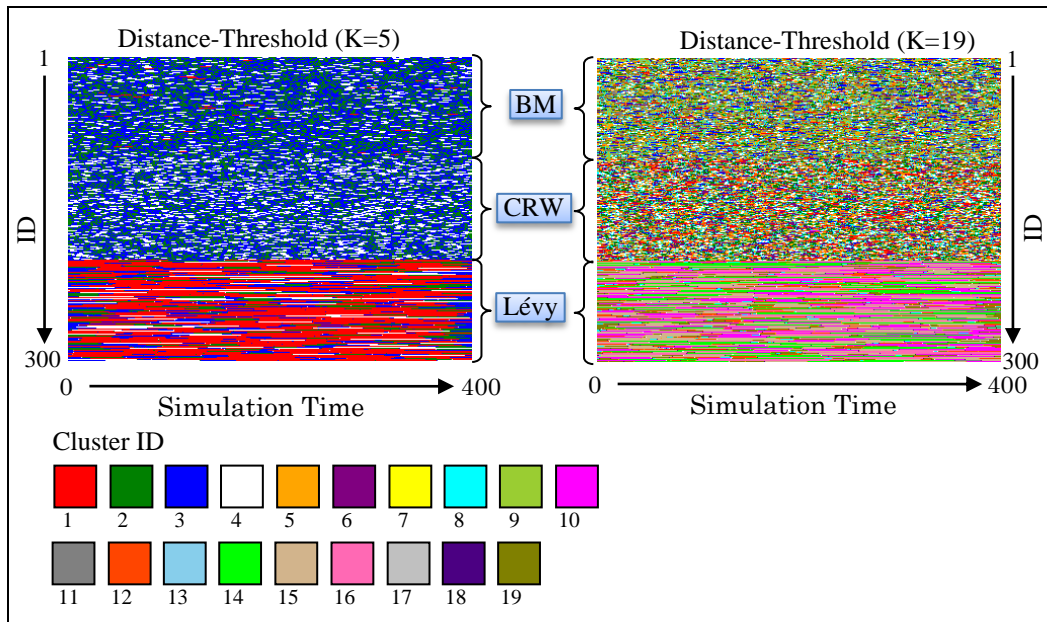 Distance-Threshold (K=5)
Distance-Threshold (K=19)
1
ID
300
0
400
Simulation Time
BM
CRW
Lévy
1
ID
300
0
400
Simulation Time
Cluster ID
1 2 3 4 5 6 7 8 9 10
11 12 13 14 15 16 17 18 19